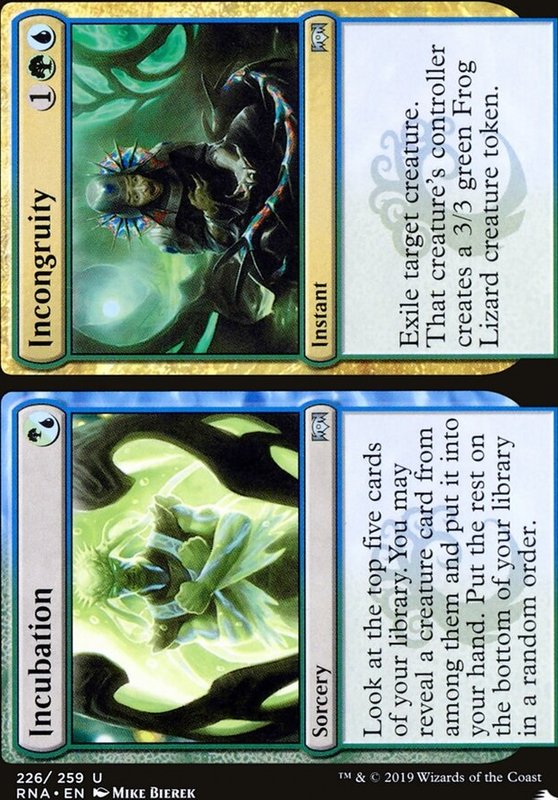 Incubation
Sorcery
Look at the top five cards
of your library. You may
reveal a creature card from
among them and put it into
your hand. Put the rest on
the bottom of your library
in a random order.
Incongruity 1
Instant
Exile target creature.
That creature's controller
creates a 3/3 green Frog
Lizard creature token.
226/259 U
RNA • EN MIKE BIEREK
™ & © 2019 Wizards of the Coast